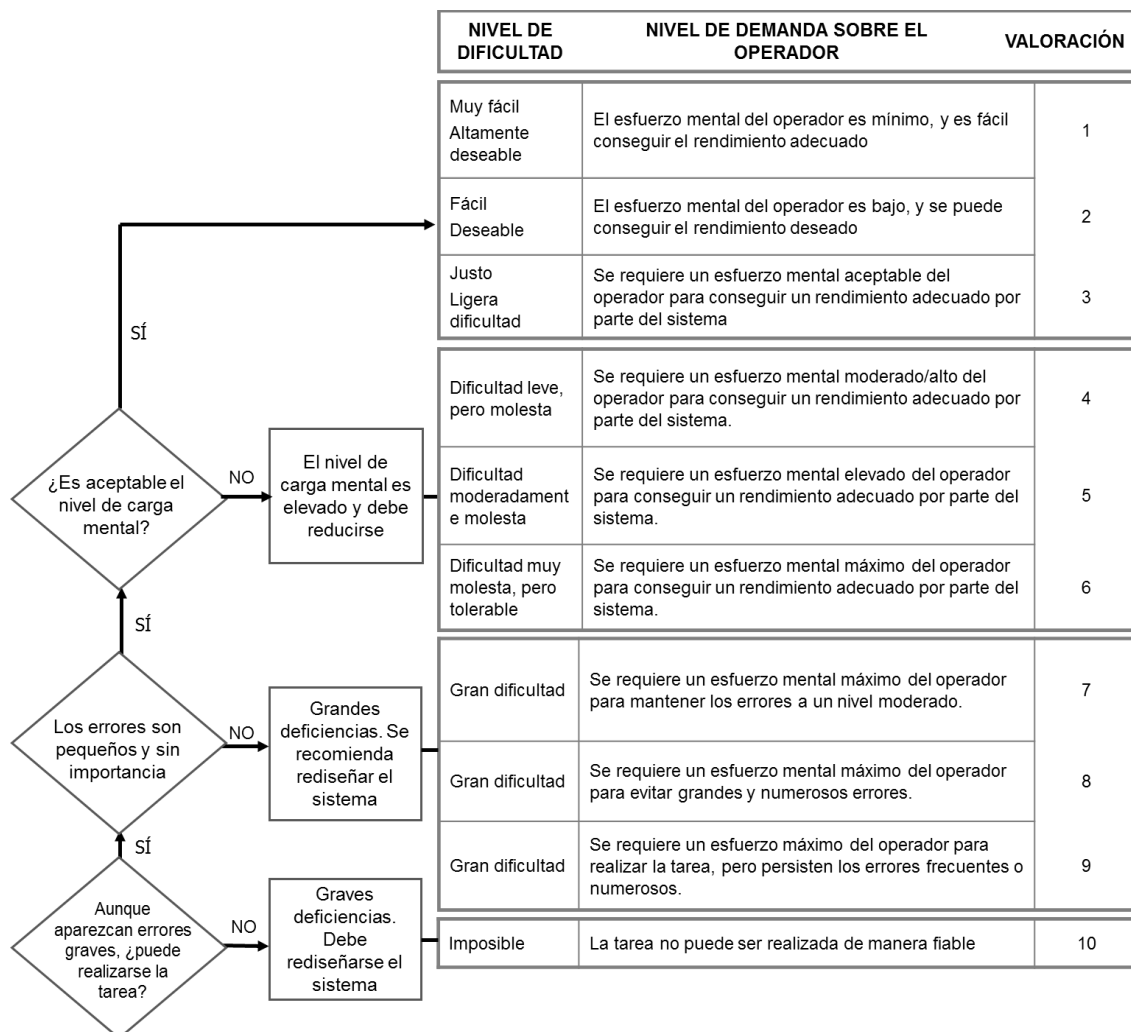 NIVEL DE
DIFICULTAD
NIVEL DE DEMANDA SOBRE EL
OPERADOR
VALORACIÓN
Muy fácil
Altamente
deseable
El esfuerzo mental del operador es mínimo, y es fácil
conseguir el rendimiento adecuado
1
Fácil
Deseable
El esfuerzo mental del operador es bajo, y se puede
conseguir el rendimiento deseado
2
Justo
Ligera
dificultad
Se requiere un esfuerzo mental aceptable del
operador para conseguir un rendimiento adecuado por
parte del sistema
3
SÍ
¿Es aceptable el
nivel de carga
mental?
NO
El nivel de
carga mental es
elevado y debe
reducirse
Dificultad leve,
pero molesta
Se requiere un esfuerzo mental moderado/alto del
operador para conseguir un rendimiento adecuado por
parte del sistema.
4
Dificultad
moderadament
e molesta
Se requiere un esfuerzo mental elevado del operador
para conseguir un rendimiento adecuado por parte del
sistema.
5
Dificultad muy
molesta, pero
tolerable
Se requiere un esfuerzo mental máximo del operador
para conseguir un rendimiento adecuado por parte del
sistema.
6
SÍ
Los errores son
pequeños y sin
importancia
NO
Grandes
deficiencias. Se
recomienda
rediseñar el
sistema
Gran dificultad
Se requiere un esfuerzo mental máximo del operador
para mantener los errores a un nivel moderado.
7
Gran dificultad
Se requiere un esfuerzo mental máximo del operador
para evitar grandes y numerosos errores.
8
Gran dificultad
Se requiere un esfuerzo máximo del operador para
realizar la tarea, pero persisten los errores frecuentes o
numerosos.
9
SÍ
Aunque
aparezcan errores
graves, ¿puede
realizarse la
tarea?
NO
Graves
deficiencias.
Debe
rediseñarse el
sistema
Imposible
La tarea no puede ser realizada de manera fiable
10